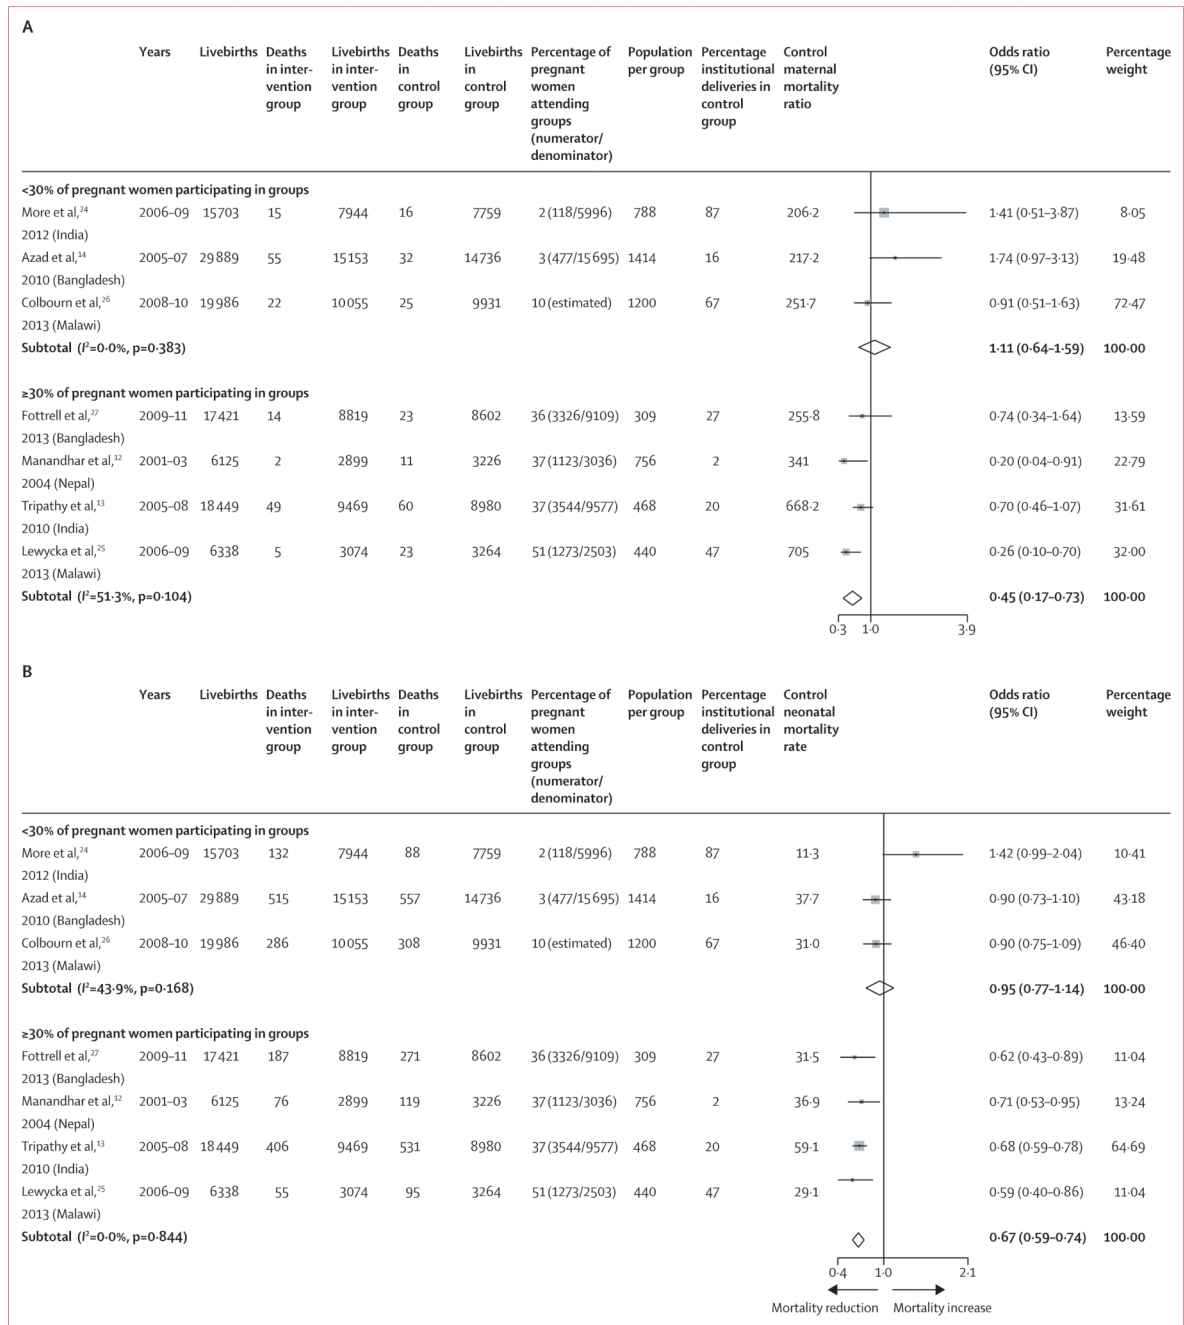 A
Years Livebirths Deaths in inter- vention group Livebirths in inter- vention group Deaths in control group Livebirths in control group Percentage of pregnant women attending groups (numerator/ denominator) Population per group Percentage institutional deliveries in control group Control maternal mortality ratio Odds ratio (95% CI) Percentage weight
<30% of pregnant women participating in groups
More et al,24 2006–09 15703 15 7944 16 7759 2 (118/5996) 788 87 206·2 1·41 (0·51–3·87) 8·05
2012 (India)
Azad et al,14 2005–07 29889 55 15153 32 14736 3 (477/15695) 1414 16 217·2 1·74 (0·97–3·13) 19·48
2010 (Bangladesh)
Colbourn et al,26 2008–10 19986 22 10055 25 9931 10 (estimated) 1200 67 251·7 0·91 (0·51–1·63) 72·47
2013 (Malawi)
Subtotal (I²=0·0%, p=0·383) 1·11 (0·64–1·59) 100·00
≥30% of pregnant women participating in groups
Fottrell et al,27 2009–11 17421 14 8819 23 8602 36 (3326/9109) 309 27 255·8 0·74 (0·34–1·64) 13·59
2013 (Bangladesh)
Manandhar et al,12 2001–03 6125 2 2899 11 3226 37 (1123/3036) 756 2 341 0·20 (0·04–0·91) 22·79
2004 (Nepal)
Tripathy et al,13 2005–08 18449 49 9469 60 8980 37 (3544/9577) 468 20 668·2 0·70 (0·46–1·07) 31·61
2010 (India)
Lewycka et al,25 2006–09 6338 5 3074 23 3264 51 (1273/2503) 440 47 705 0·26 (0·10–0·70) 32·00
2013 (Malawi)
Subtotal (I²=51·3%, p=0·104) 0·45 (0·17–0·73) 100·00
0·3 1·0 3·9
B
Years Livebirths Deaths in inter- vention group Livebirths in inter- vention group Deaths in control group Livebirths in control group Percentage of pregnant women attending groups (numerator/ denominator) Population per group Percentage institutional deliveries in control group Control neonatal mortality rate Odds ratio (95% CI) Percentage weight
<30% of pregnant women participating in groups
More et al,24 2006–09 15703 132 7944 88 7759 2 (118/5996) 788 87 11·3 1·42 (0·99–2·04) 10·41
2012 (India)
Azad et al,14 2005–07 29889 515 15153 557 14736 3 (477/15695) 1414 16 37·7 0·90 (0·73–1·10) 43·18
2010 (Bangladesh)
Colbourn et al,26 2008–10 19986 286 10055 308 9931 10 (estimated) 1200 67 31·0 0·90 (0·75–1·09) 46·40
2013 (Malawi)
Subtotal (I²=43·9%, p=0·168) 0·95 (0·77–1·14) 100·00
≥30% of pregnant women participating in groups
Fottrell et al,27 2009–11 17421 187 8819 271 8602 36 (3326/9109) 309 27 31·5 0·62 (0·43–0·89) 11·04
2013 (Bangladesh)
Manandhar et al,12 2001–03 6125 76 2899 119 3226 37 (1123/3036) 756 2 36·9 0·71 (0·53–0·95) 13·24
2004 (Nepal)
Tripathy et al,13 2005–08 18449 406 9469 531 8980 37 (3544/9577) 468 20 59·1 0·68 (0·59–0·78) 64·69
2010 (India)
Lewycka et al,25 2006–09 6338 55 3074 95 3264 51 (1273/2503) 440 47 29·1 0·59 (0·40–0·86) 11·04
2013 (Malawi)
Subtotal (I²=0·0%, p=0·844) 0·67 (0·59–0·74) 100·00
0·4 1·0 2·1
Mortality reduction Mortality increase